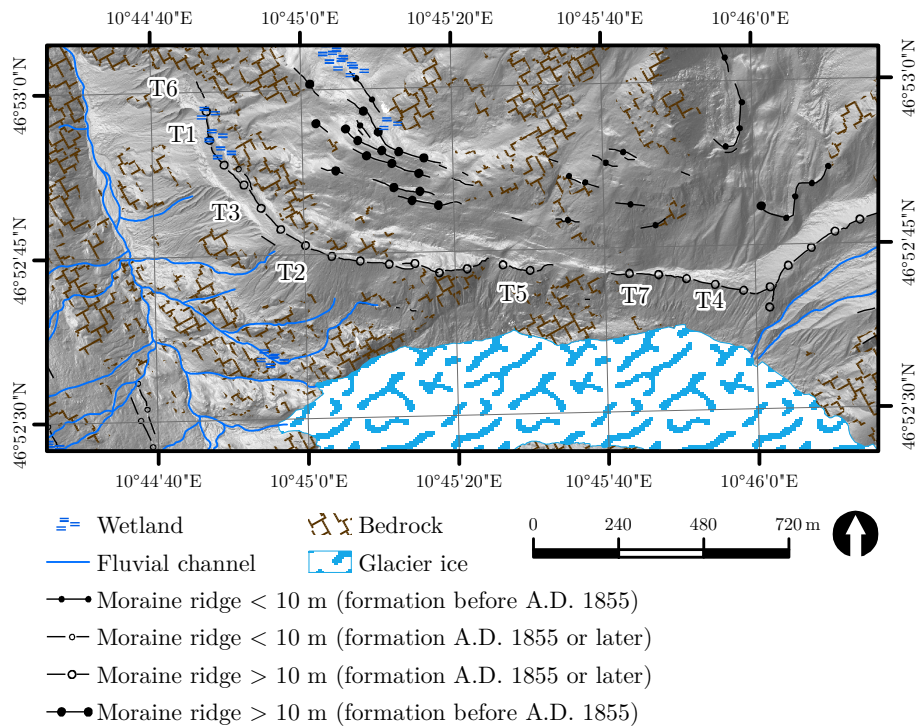 10°44'40"E 10°45'0"E 10°45'20"E 10°45'40"E 10°46'0"E
46°53'0"N 46°53'0"N
T6
T1
T3
46°52'45"N 46°52'45"N
T2
T5 T7 T4
46°52'30"N 46°52'30"N
10°44'40"E 10°45'0"E 10°45'20"E 10°45'40"E 10°46'0"E
Wetland Bedrock 0 240 480 720 m
Fluvial channel Glacier ice
Moraine ridge < 10 m (formation before A.D. 1855)
Moraine ridge < 10 m (formation A.D. 1855 or later)
Moraine ridge > 10 m (formation A.D. 1855 or later)
Moraine ridge > 10 m (formation before A.D. 1855)